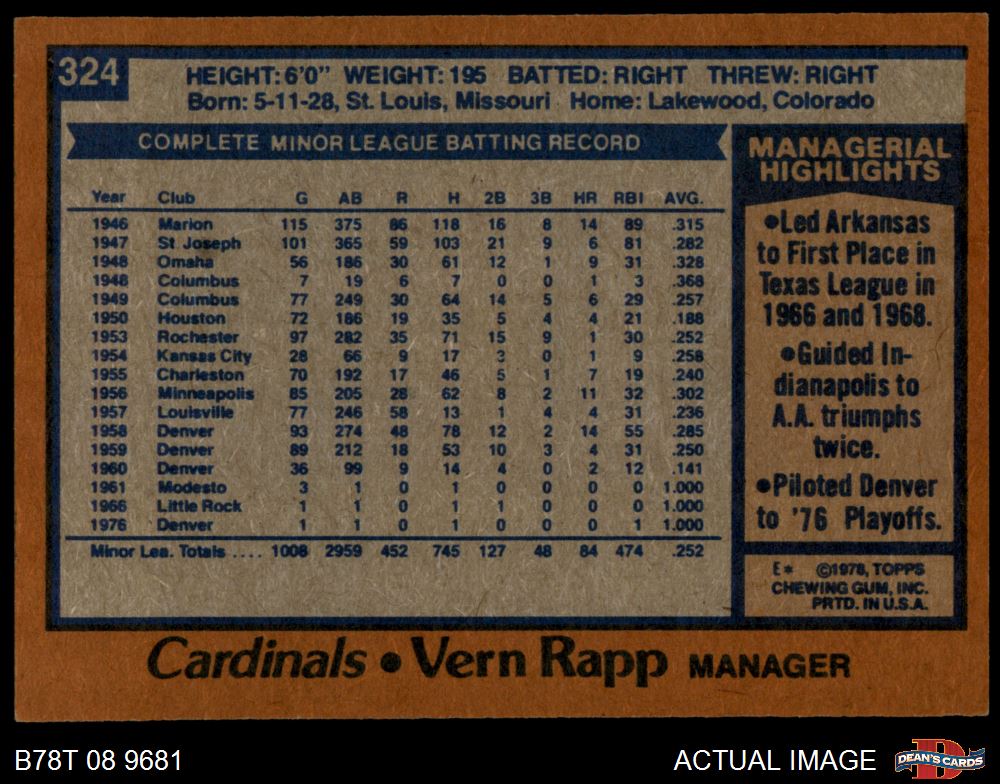 324
HEIGHT: 6'0" WEIGHT: 195 BATTED: RIGHT THREW: RIGHT
Born: 5-11-28, St. Louis, Missouri Home: Lakewood, Colorado
COMPLETE MINOR LEAGUE BATTING RECORD
Year Club G AB R H 2B 3B HR RBI AVG.
1946 Marion 115 375 86 118 16 8 14 89 .315
1947 St. Joseph 101 365 59 103 21 9 6 81 .282
1948 Omaha 56 186 30 61 12 1 9 31 .328
1948 Columbus 7 19 6 7 0 0 1 3 .368
1949 Columbus 77 249 30 64 14 5 6 29 .257
1950 Houston 72 186 19 35 5 4 4 21 .188
1953 Rochester 97 282 35 71 15 9 1 30 .252
1954 Kansas City 28 66 9 17 3 0 1 9 .258
1955 Charleston 70 192 17 46 5 1 7 19 .240
1956 Minneapolis 85 205 28 62 8 2 11 32 .302
1957 Louisville 77 246 58 13 1 4 4 31 .236
1958 Denver 93 274 48 78 12 2 14 55 .285
1959 Denver 89 212 18 53 10 3 4 31 .250
1960 Denver 36 99 9 14 4 0 2 12 .141
1961 Modesto 3 1 0 1 0 0 0 0 1.000
1966 Little Rock 1 1 0 1 1 0 0 0 1.000
1976 Denver 1 1 0 1 0 0 0 1 1.000
Minor Lea. Totals .... 1008 2959 452 745 127 48 84 474 .252
MANAGERIAL
HIGHLIGHTS
●Led Arkansas
to First Place in
Texas League in
1966 and 1968.
●Guided In-
dianapolis to
A.A. triumphs
twice.
●Piloted Denver
to '76 Playoffs.
E* ©1978, TOPPS
CHEWING GUM, INC.
PRTD. IN U.S.A.
Cardinals ● Vern Rapp MANAGER
B78T 08 9681
ACTUAL IMAGE
D
DEAN'S CARDS